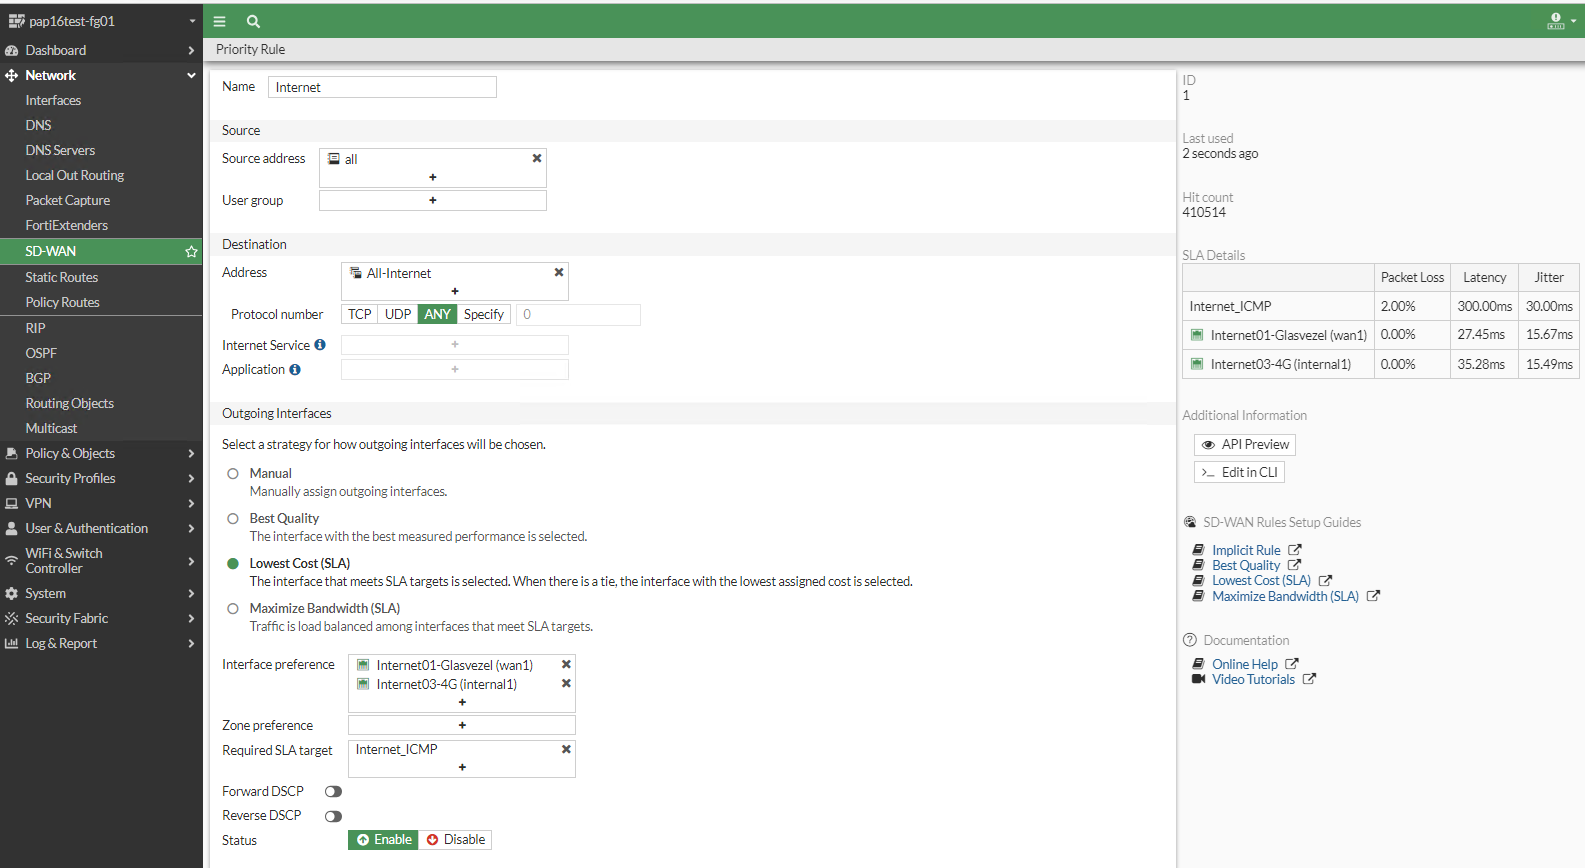 pap16test-fg01
Dashboard
Network
Interfaces
DNS
DNS Servers
Local Out Routing
Packet Capture
FortiExtenders
SD-WAN
Static Routes
Policy Routes
RIP
OSPF
BGP
Routing Objects
Multicast
Policy & Objects
Security Profiles
VPN
User & Authentication
WiFi & Switch
Controller
System
Security Fabric
Log & Report
Priority Rule
Name Internet
Source
Source address all
+
User group +
Destination
Address All-Internet
+
Protocol number TCP UDP ANY Specify 0
Internet Service +
Application +
Outgoing Interfaces
Select a strategy for how outgoing interfaces will be chosen.
Manual
Manually assign outgoing interfaces.
Best Quality
The interface with the best measured performance is selected.
Lowest Cost (SLA)
The interface that meets SLA targets is selected. When there is a tie, the interface with the lowest assigned cost is selected.
Maximize Bandwidth (SLA)
Traffic is load balanced among interfaces that meet SLA targets.
Interface preference Internet01-Glasvezel (wan1)
Internet03-4G (internal1)
+
Zone preference +
Required SLA target Internet_ICMP
+
Forward DSCP
Reverse DSCP
Status Enable Disable
ID
1
Last used
2 seconds ago
Hit count
410514
SLA Details
Packet Loss Latency Jitter
Internet_ICMP 2.00% 300.00ms 30.00ms
Internet01-Glasvezel (wan1) 0.00% 27.45ms 15.67ms
Internet03-4G (internal1) 0.00% 35.28ms 15.49ms
Additional Information
API Preview
>_ Edit in CLI
SD-WAN Rules Setup Guides
Implicit Rule
Best Quality
Lowest Cost (SLA)
Maximize Bandwidth (SLA)
Documentation
Online Help
Video Tutorials